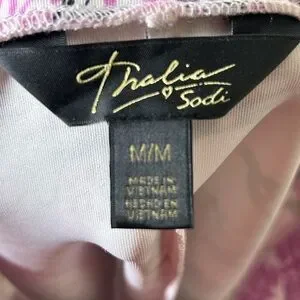 Thalia
Sodi
M/M
MADE IN
VIETNAM
HECHO EN
VIETNAM